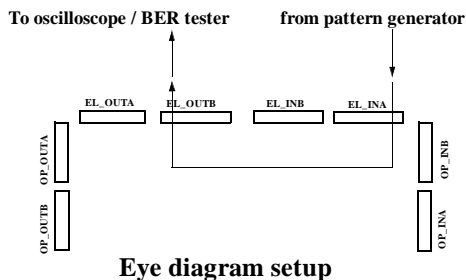 To oscilloscope / BER tester
from pattern generator
EL_OUTA
EL_OUTB
EL_INB
EL_INA
OP_OUTA
OP_INB
OP_OUTB
OP_INA
Eye diagram setup